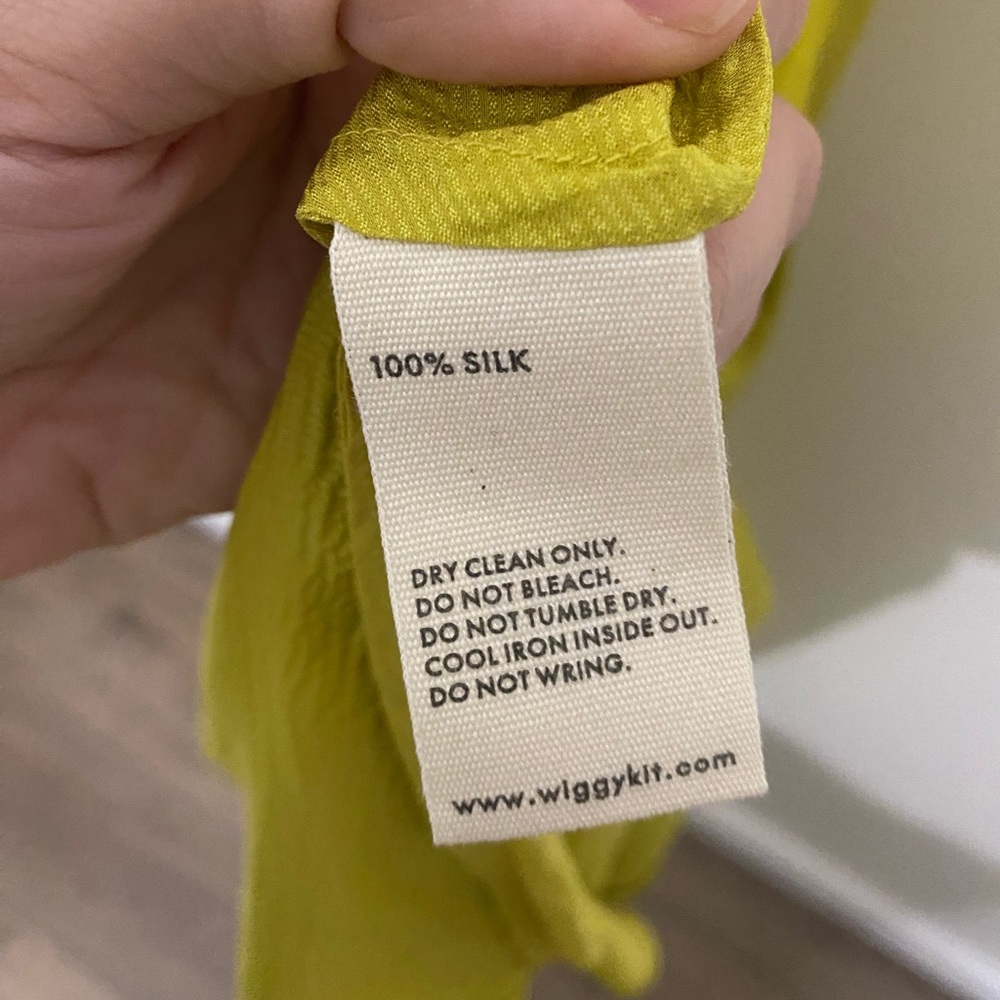 100% SILK
DRY CLEAN ONLY.
DO NOT BLEACH.
DO NOT TUMBLE DRY.
COOL IRON INSIDE OUT.
DO NOT WRING.
www.wiggykit.com